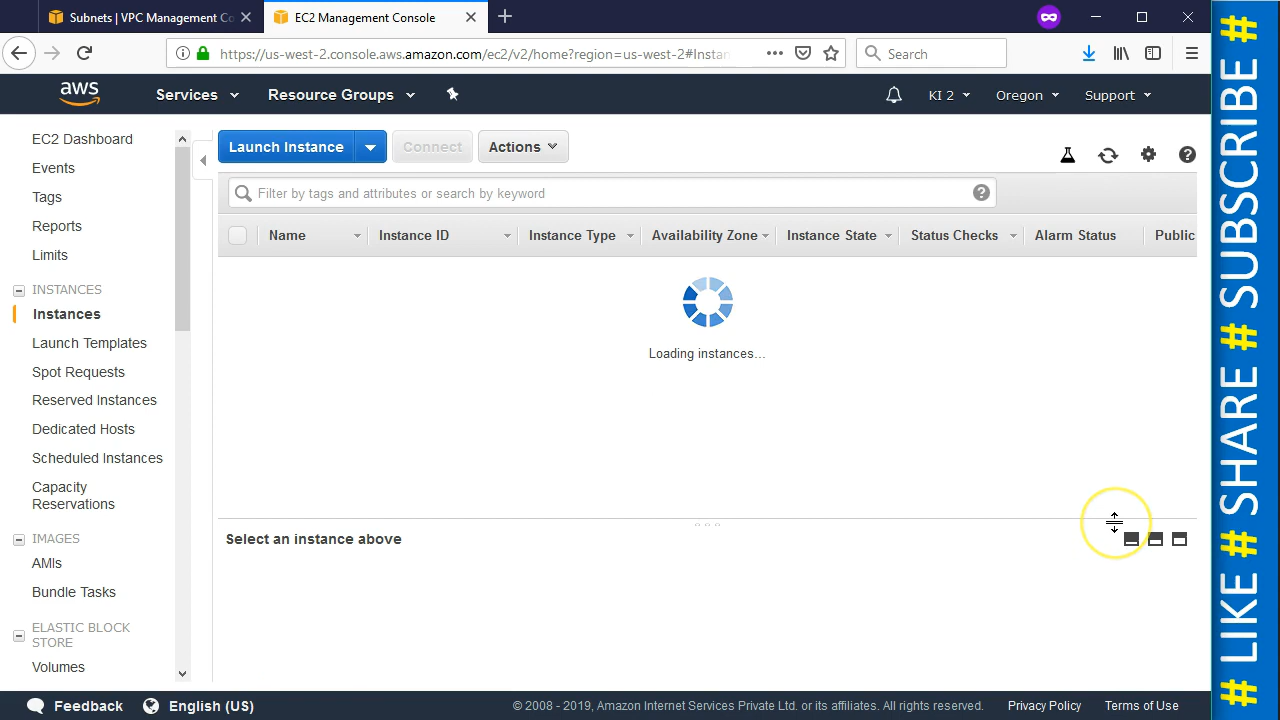 Subnets | VPC Management Co
EC2 Management Console
https://us-west-2.console.aws.amazon.com/ec2/v2/home?region=us-west-2#Instan
Search
aws
Services
Resource Groups
KI 2
Oregon
Support
EC2 Dashboard
Events
Tags
Reports
Limits
INSTANCES
Instances
Launch Templates
Spot Requests
Reserved Instances
Dedicated Hosts
Scheduled Instances
Capacity
Reservations
IMAGES
AMIs
Bundle Tasks
ELASTIC BLOCK
STORE
Volumes
Launch Instance
Connect
Actions
Filter by tags and attributes or search by keyword
Name
Instance ID
Instance Type
Availability Zone
Instance State
Status Checks
Alarm Status
Public
Loading instances...
Select an instance above
Feedback
English (US)
© 2008 - 2019, Amazon Internet Services Private Ltd. or its affiliates. All rights reserved.
Privacy Policy
Terms of Use
# LIKE # SHARE # SUBSCRIBE #